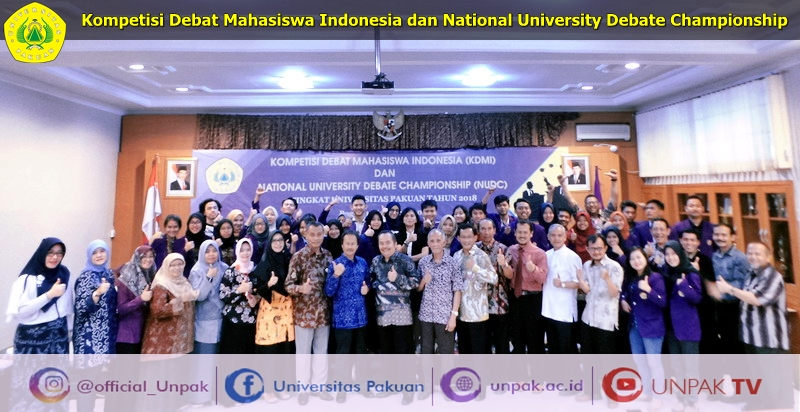 Kompetisi Debat Mahasiswa Indonesia dan National University Debate Championship
KOMPETISI DEBAT MAHASISWA INDONESIA (KDMI)
DAN
NATIONAL UNIVERSITY DEBATE CHAMPIONSHIP (NUDC)
TINGKAT UNIVERSITAS PAKUAN TAHUN 2018
@official_Unpak
Universitas Pakuan
unpak.ac.id
UNPAK TV